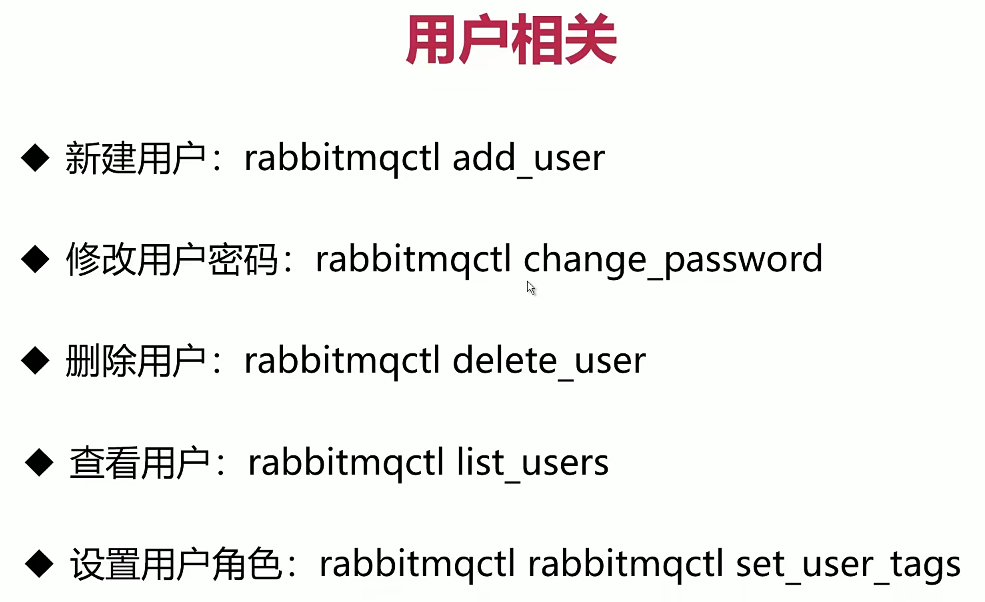 用户相关
◆ 新建用户：rabbitmqctl add_user
◆ 修改用户密码：rabbitmqctl change_password
◆ 删除用户：rabbitmqctl delete_user
◆ 查看用户：rabbitmqctl list_users
◆ 设置用户角色：rabbitmqctl rabbitmqctl set_user_tags